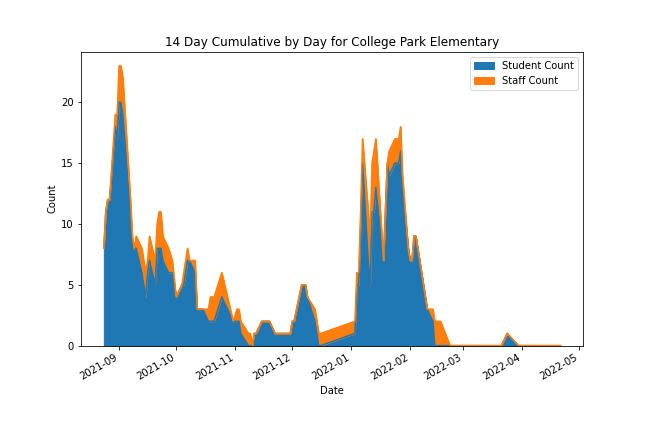 14 Day Cumulative by Day for College Park Elementary
Student Count
Staff Count
Count
20
15
10
5
0
2021-09
2021-10
2021-11
2021-12
2022-01
2022-02
2022-03
2022-04
2022-05
Date